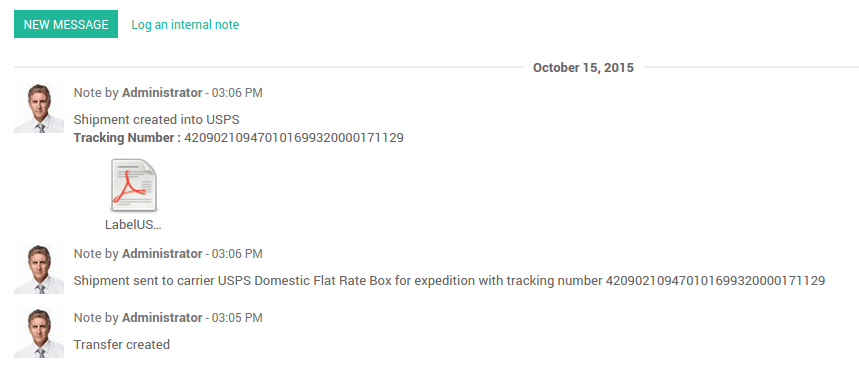 NEW MESSAGE Log an internal note
October 15, 2015
Note by Administrator - 03:06 PM
Shipment created into USPS
Tracking Number : 420902109470101699320000171129
LabelUS...
Note by Administrator - 03:06 PM
Shipment sent to carrier USPS Domestic Flat Rate Box for expedition with tracking number 420902109470101699320000171129
Note by Administrator - 03:05 PM
Transfer created